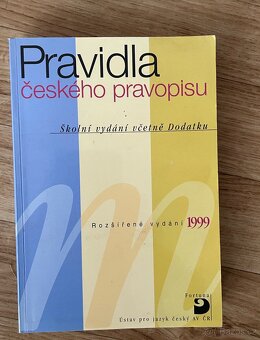 Pravidla
českého pravopisu
Školní vydání včetně Dodatku
Rozšířené vydání 1999
Fortuna
Ústav pro jazyk český AV ČR